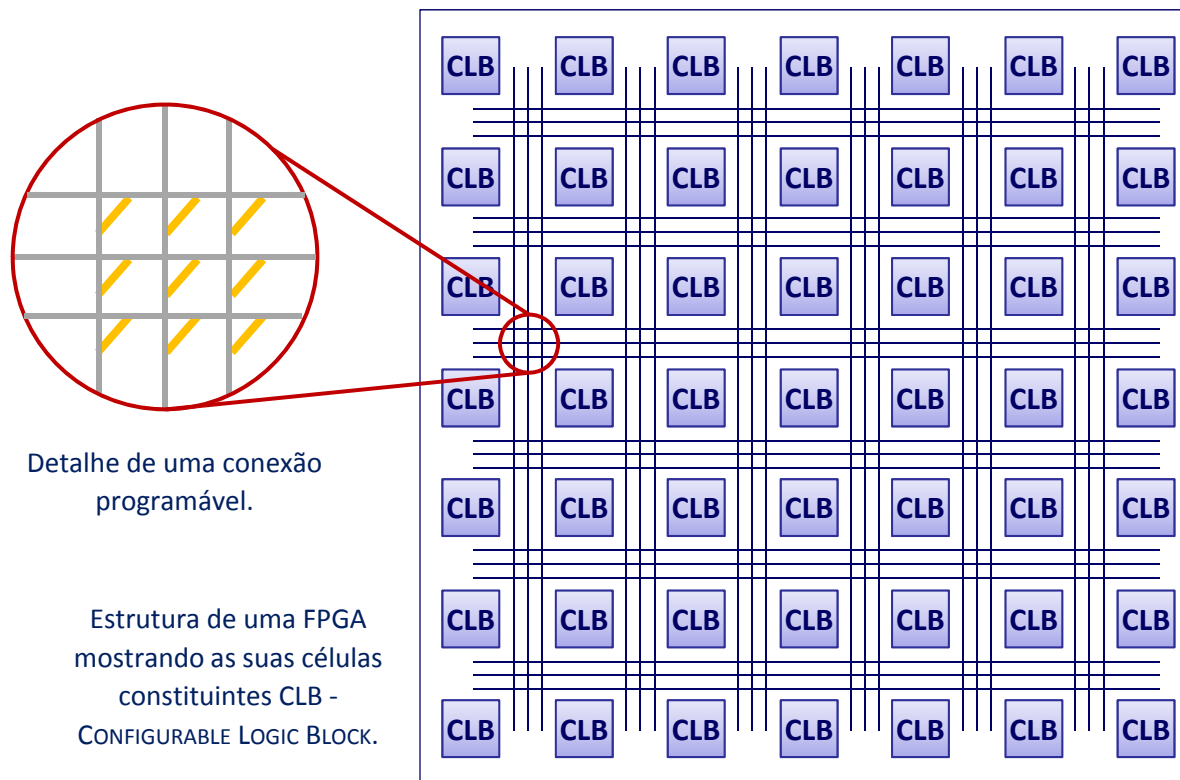 CLB CLB CLB CLB CLB CLB CLB
CLB CLB CLB CLB CLB CLB CLB
CLB CLB CLB CLB CLB CLB CLB
CLB CLB CLB CLB CLB CLB CLB
CLB CLB CLB CLB CLB CLB CLB
CLB CLB CLB CLB CLB CLB CLB
CLB CLB CLB CLB CLB CLB CLB
Detalhe de uma conexão
programável.
Estrutura de uma FPGA
mostrando as suas células
constituintes CLB -
CONFIGURABLE LOGIC BLOCK.